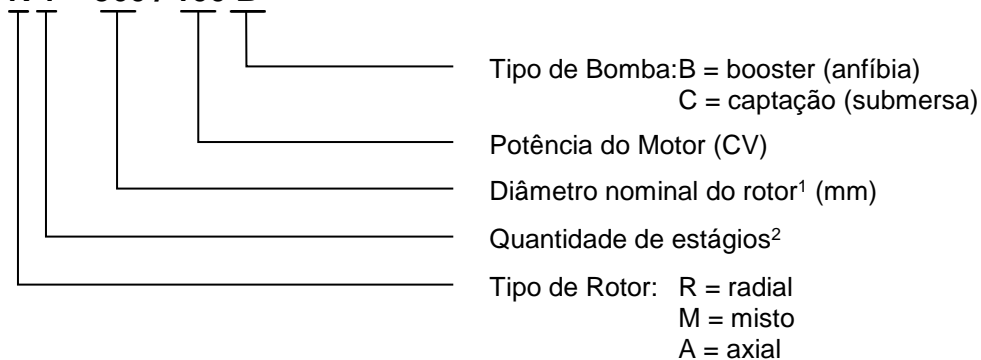 Tipo de Bomba: B = booster (anfíbia)
C = captação (submersa)
Potência do Motor (CV)
Diâmetro nominal do rotor¹ (mm)
Quantidade de estágios²
Tipo de Rotor: R = radial
M = misto
A = axial